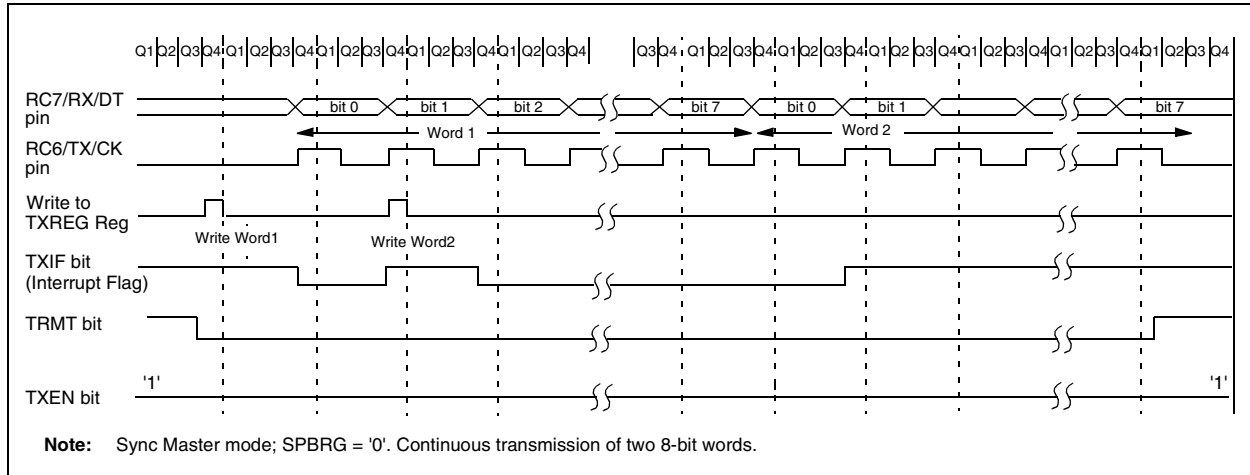 Q1 Q2 Q3 Q4 Q1 Q2 Q3 Q4 Q1 Q2 Q3 Q4 Q1 Q2 Q3 Q4 Q1 Q2 Q3 Q4 Q3 Q4 Q1 Q2 Q3 Q4 Q1 Q2 Q3 Q4 Q1 Q2 Q3 Q4 Q1 Q2 Q3 Q4 Q1 Q2 Q3 Q4 Q1 Q2 Q3 Q4
RC7/RX/DT
pin
bit 0 bit 1 bit 2 bit 7 bit 0 bit 1 bit 7
Word 1 Word 2
RC6/TX/CK
pin
Write to
TXREG Reg
Write Word1 Write Word2
TXIF bit
(Interrupt Flag)
TRMT bit
'1' '1'
TXEN bit
Note: Sync Master mode; SPBRG = '0'. Continuous transmission of two 8-bit words.